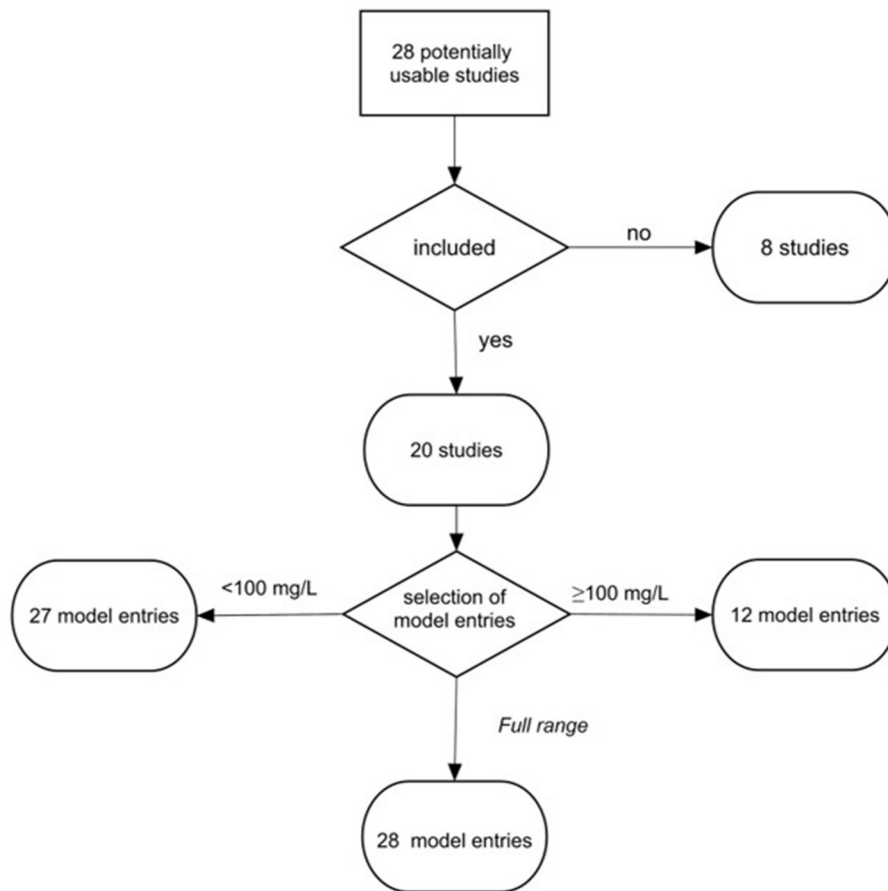 28 potentially
usable studies
included
no
8 studies
yes
20 studies
<100 mg/L
selection of
model entries
≥100 mg/L
27 model entries
12 model entries
Full range
28 model entries